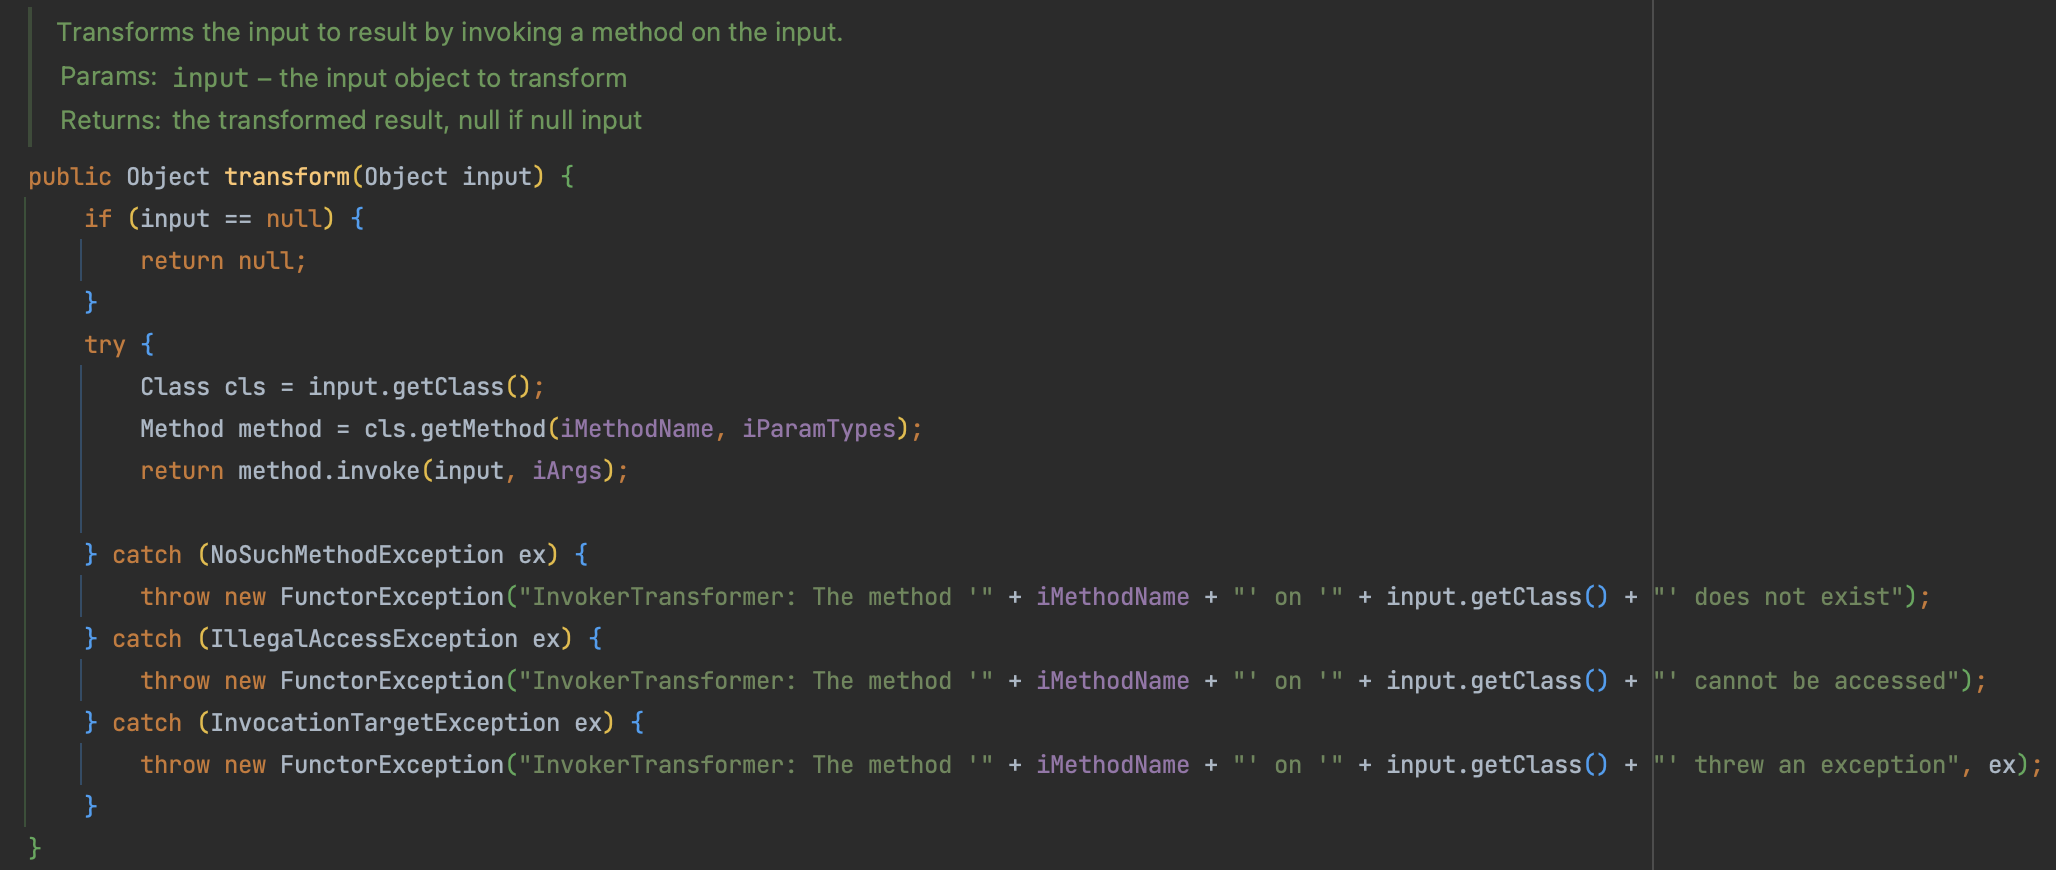 Transforms the input to result by invoking a method on the input.
Params: input – the input object to transform
Returns: the transformed result, null if null input
public Object transform(Object input) {
    if (input == null) {
        return null;
    }
    try {
        Class cls = input.getClass();
        Method method = cls.getMethod(iMethodName, iParamTypes);
        return method.invoke(input, iArgs);

    } catch (NoSuchMethodException ex) {
        throw new FunctorException("InvokerTransformer: The method '" + iMethodName + "' on '" + input.getClass() + "' does not exist");
    } catch (IllegalAccessException ex) {
        throw new FunctorException("InvokerTransformer: The method '" + iMethodName + "' on '" + input.getClass() + "' cannot be accessed");
    } catch (InvocationTargetException ex) {
        throw new FunctorException("InvokerTransformer: The method '" + iMethodName + "' on '" + input.getClass() + "' threw an exception", ex);
    }
}